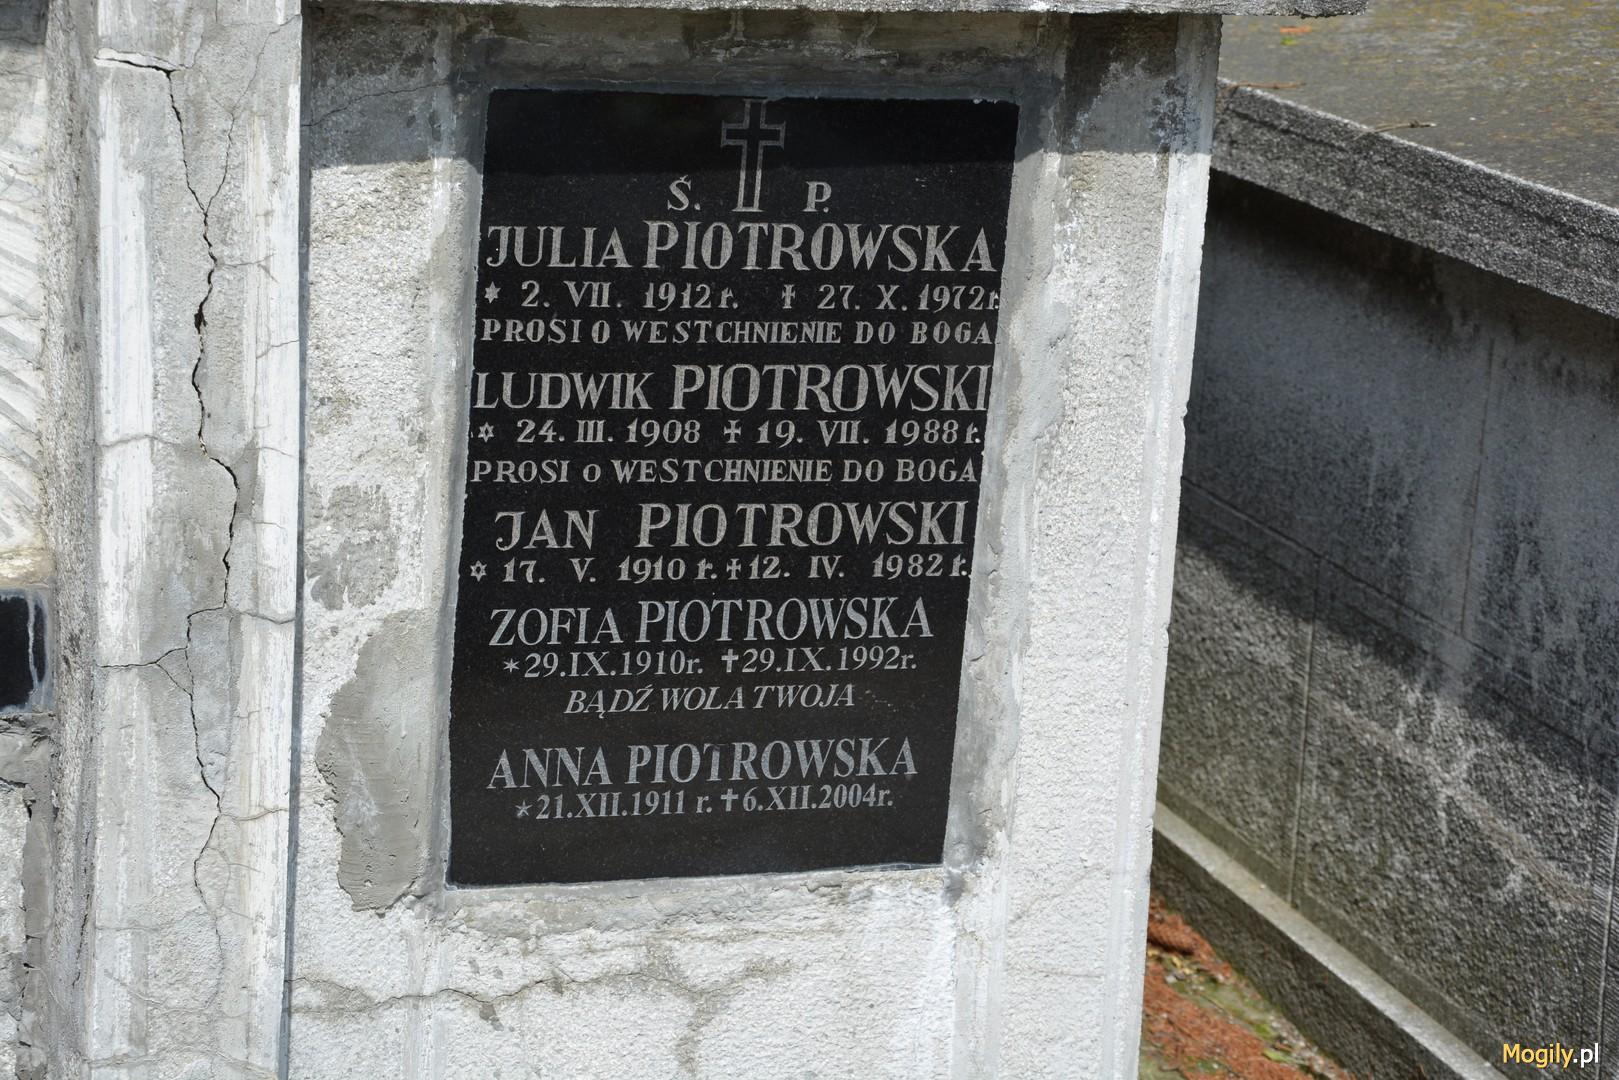 Ś. P.
JULIA PIOTROWSKA
* 2. VII. 1912 r. ✝ 27. X. 1972 r.
PROSI O WESTCHNIENIE DO BOGA
LUDWIK PIOTROWSKI
✡ 24. III. 1908 ✝ 19. VII. 1988 r.
PROSI O WESTCHNIENIE DO BOGA
JAN PIOTROWSKI
✡ 17. V. 1910 r. ✝ 12. IV. 1982 r.
ZOFIA PIOTROWSKA
* 29.IX.1910r. ✝ 29.IX.1992r.
BĄDŹ WOLA TWOJA
ANNA PIOTROWSKA
* 21.XII.1911 r. ✝ 6.XII.2004r.
Mogily.pl